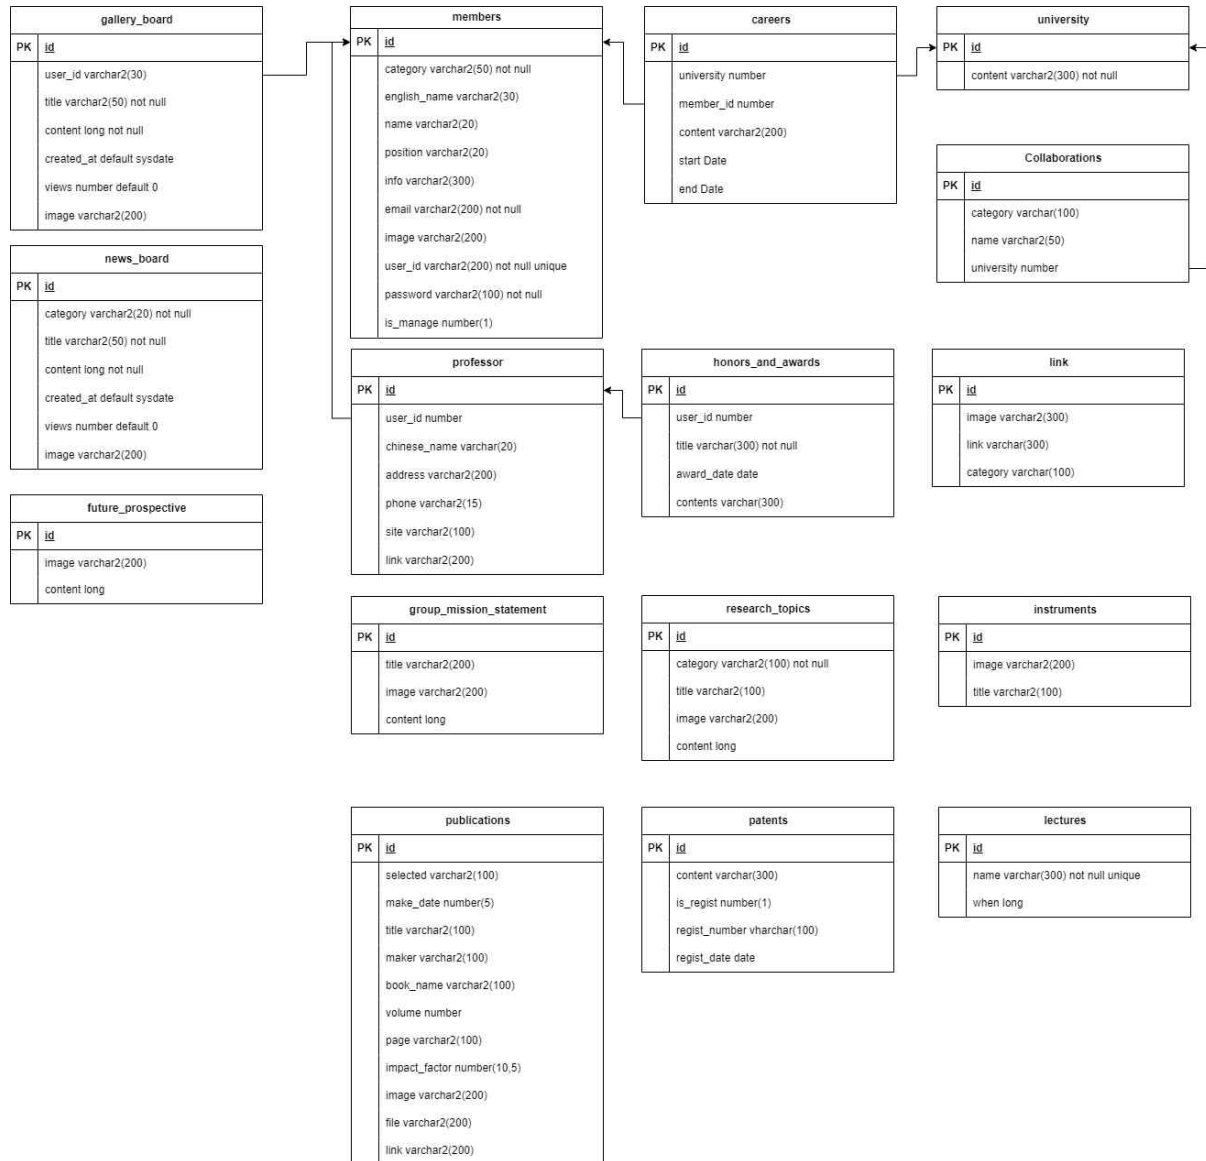 gallery_board
PK id
user_id varchar2(30)
title varchar2(50) not null
content long not null
created_at default sysdate
views number default 0
image varchar2(200)
members
PK id
category varchar2(50) not null
english_name varchar2(30)
name varchar2(20)
position varchar2(20)
info varchar2(300)
email varchar2(200) not null
image varchar2(200)
user_id varchar2(200) not null unique
password varchar2(100) not null
is_manage number(1)
careers
PK id
university number
member_id number
content varchar2(200)
start Date
end Date
university
PK id
content varchar2(300) not null
Collaborations
PK id
category varchar(100)
name varchar2(50)
university number
news_board
PK id
category varchar2(20) not null
title varchar2(50) not null
content long not null
created_at default sysdate
views number default 0
image varchar2(200)
professor
PK id
user_id number
chinese_name varchar(20)
address varchar2(200)
phone varchar2(15)
site varchar2(100)
link varchar2(200)
honors_and_awards
PK id
user_id number
title varchar(300) not null
award_date date
contents varchar(300)
link
PK id
image varchar2(300)
link varchar(300)
category varchar(100)
future_prospective
PK id
image varchar2(200)
content long
group_mission_statement
PK id
title varchar2(200)
image varchar2(200)
content long
research_topics
PK id
category varchar2(100) not null
title varchar2(100)
image varchar2(200)
content long
instruments
PK id
image varchar2(200)
title varchar2(100)
publications
PK id
selected varchar2(100)
make_date number(5)
title varchar2(100)
maker varchar2(100)
book_name varchar2(100)
volume number
page varchar2(100)
impact_factor number(10,5)
image varchar2(200)
file varchar2(200)
link varchar2(200)
patents
PK id
content varchar(300)
is_regist number(1)
regist_number vharchar(100)
regist_date date
lectures
PK id
name varchar(300) not null unique
when long